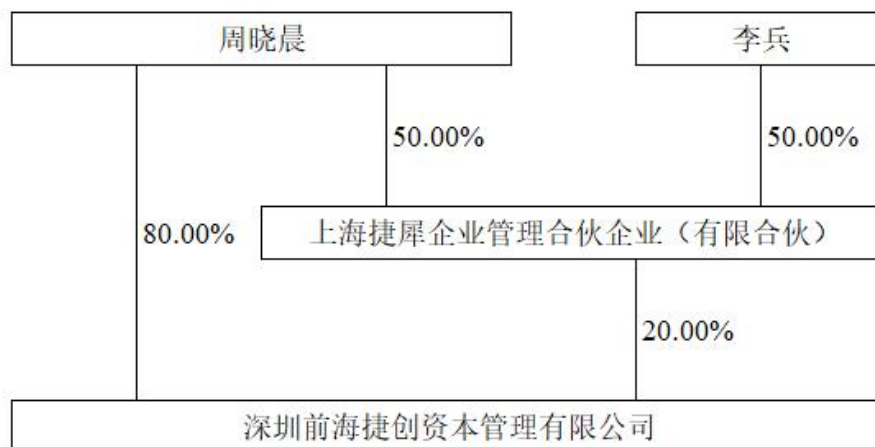 周晓晨
李兵
50.00%
50.00%
80.00%
上海捷犀企业管理合伙企业（有限合伙）
20.00%
深圳前海捷创资本管理有限公司